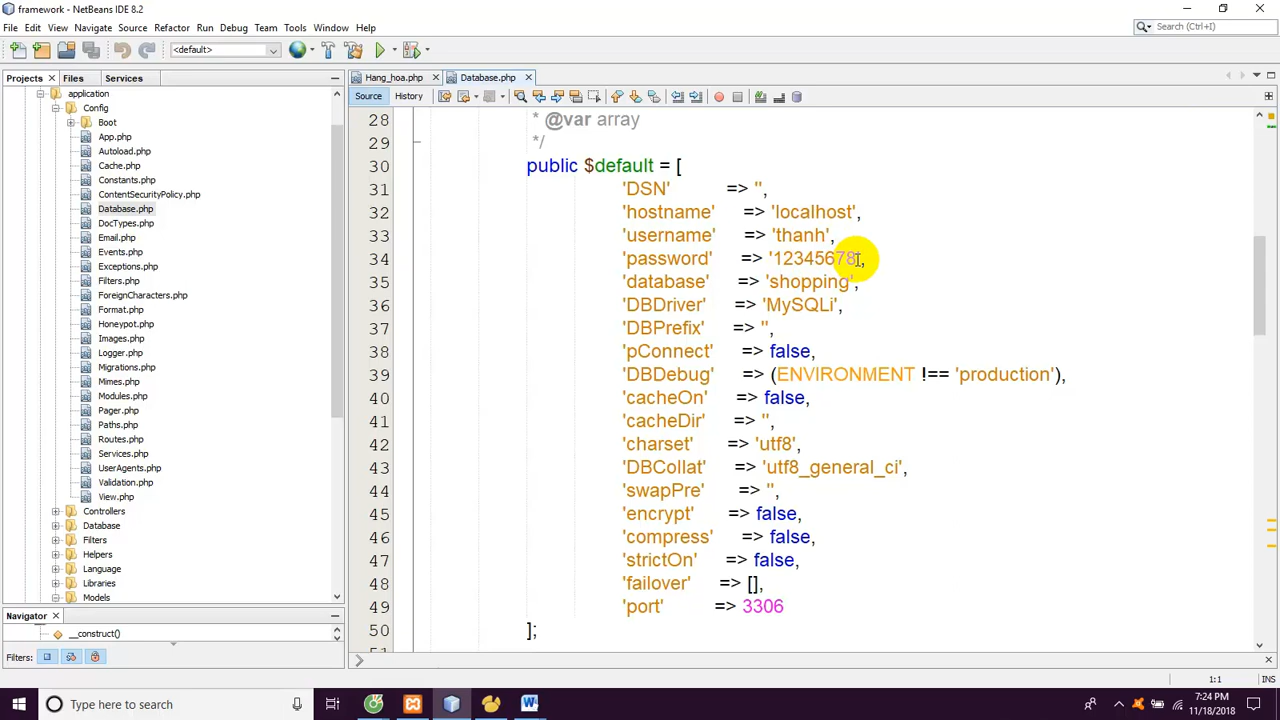 framework - NetBeans IDE 8.2
File Edit View Navigate Source Refactor Run Debug Team Tools Window Help
Search (Ctrl+I)
<default>
Projects Files Services
application
Config
Boot
App.php
Autoload.php
Cache.php
Constants.php
ContentSecurityPolicy.php
Database.php
DocTypes.php
Email.php
Events.php
Exceptions.php
Filters.php
ForeignCharacters.php
Format.php
Honeypot.php
Images.php
Logger.php
Migrations.php
Mimes.php
Modules.php
Pager.php
Paths.php
Routes.php
Services.php
UserAgents.php
Validation.php
View.php
Controllers
Database
Filters
Helpers
Language
Libraries
Models
Navigator
__construct()
Filters:
Hang_hoa.php Database.php
Source History
28 * @var array
29 */
30 public $default = [
31 'DSN' => '',
32 'hostname' => 'localhost',
33 'username' => 'thanh',
34 'password' => '12345678',
35 'database' => 'shopping',
36 'DBDriver' => 'MySQLi',
37 'DBPrefix' => '',
38 'pConnect' => false,
39 'DBDebug' => (ENVIRONMENT !== 'production'),
40 'cacheOn' => false,
41 'cacheDir' => '',
42 'charset' => 'utf8',
43 'DBCollat' => 'utf8_general_ci',
44 'swapPre' => '',
45 'encrypt' => false,
46 'compress' => false,
47 'strictOn' => false,
48 'failover' => [],
49 'port' => 3306
50 ];
1:1 INS
Type here to search
7:24 PM
11/18/2018